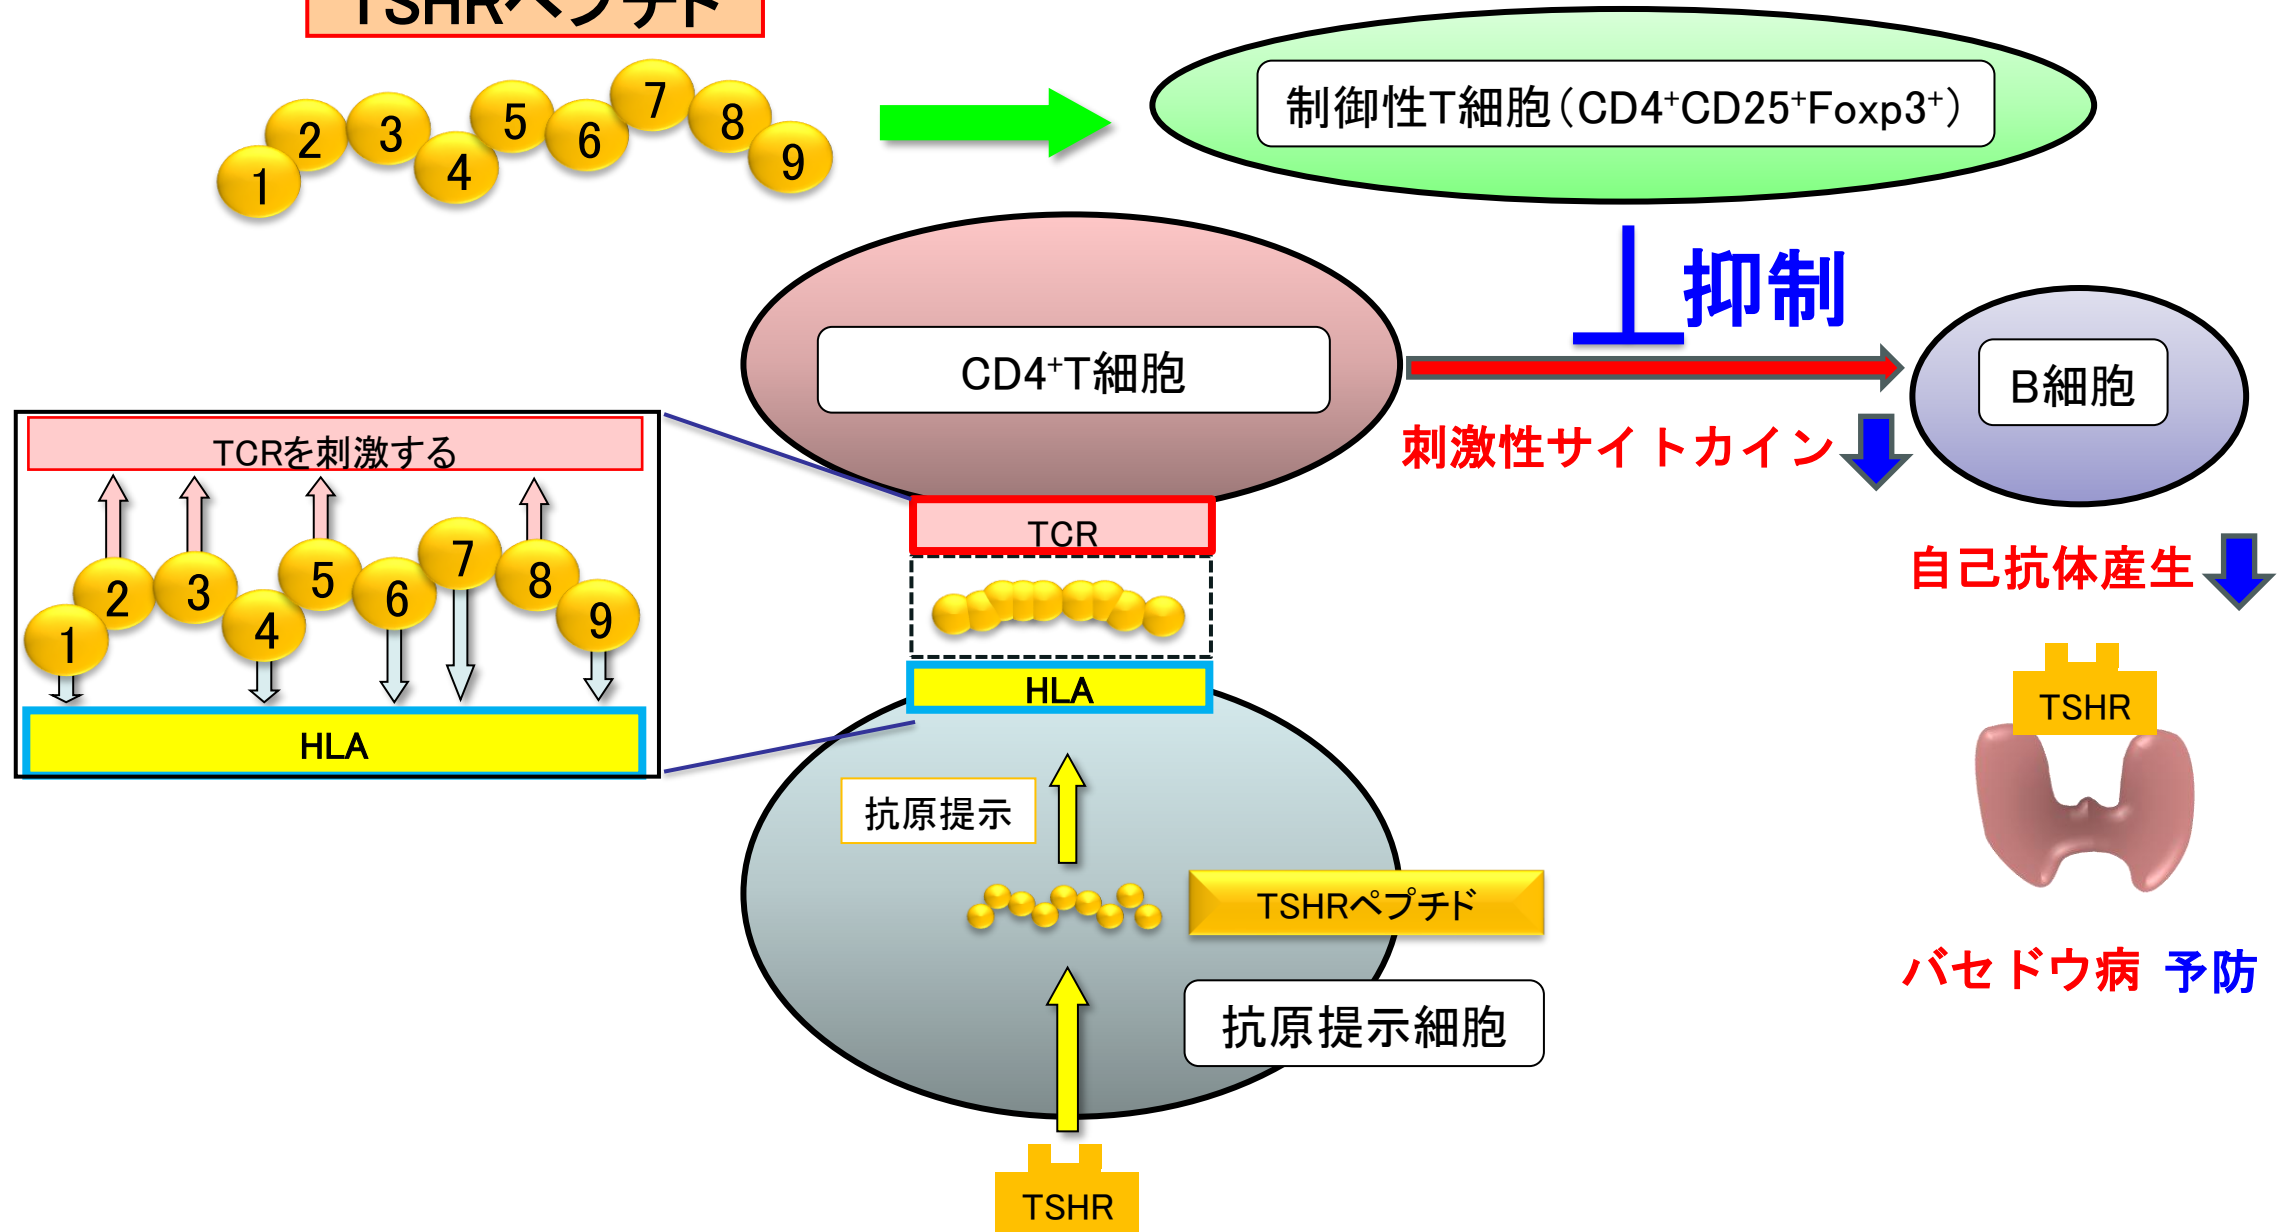 TSHRペプチド
1 2 3 4 5 6 7 8 9
制御性T細胞（CD4⁺CD25⁺Foxp3⁺）
抑制
CD4⁺T細胞
B細胞
刺激性サイトカイン
自己抗体産生
TCRを刺激する
1 2 3 4 5 6 7 8 9
HLA
TCR
HLA
抗原提示
TSHRペプチド
抗原提示細胞
TSHR
TSHR
バセドウ病 予防